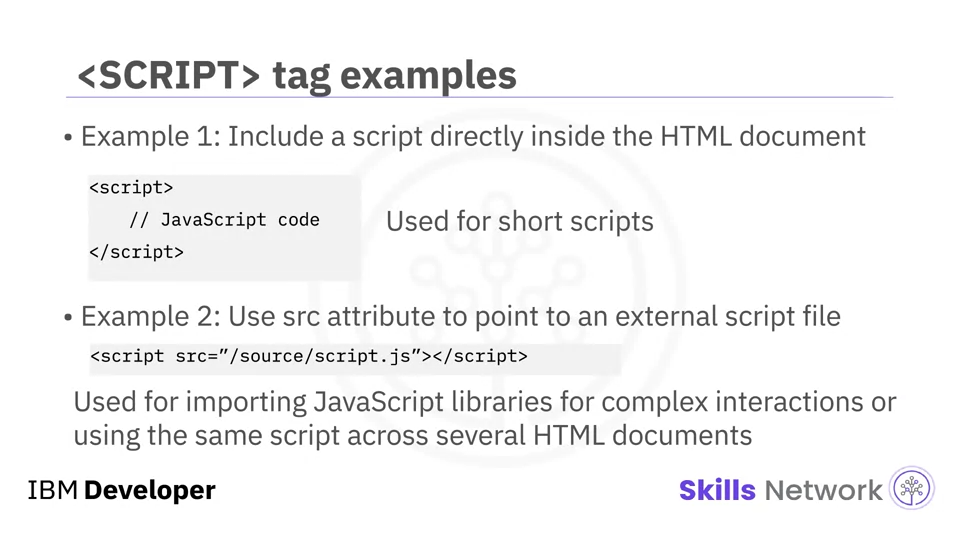 <SCRIPT> tag examples
• Example 1: Include a script directly inside the HTML document
<script>
// JavaScript code
</script>
Used for short scripts
• Example 2: Use src attribute to point to an external script file
<script src=”/source/script.js”></script>
Used for importing JavaScript libraries for complex interactions or
using the same script across several HTML documents
IBM Developer
Skills Network